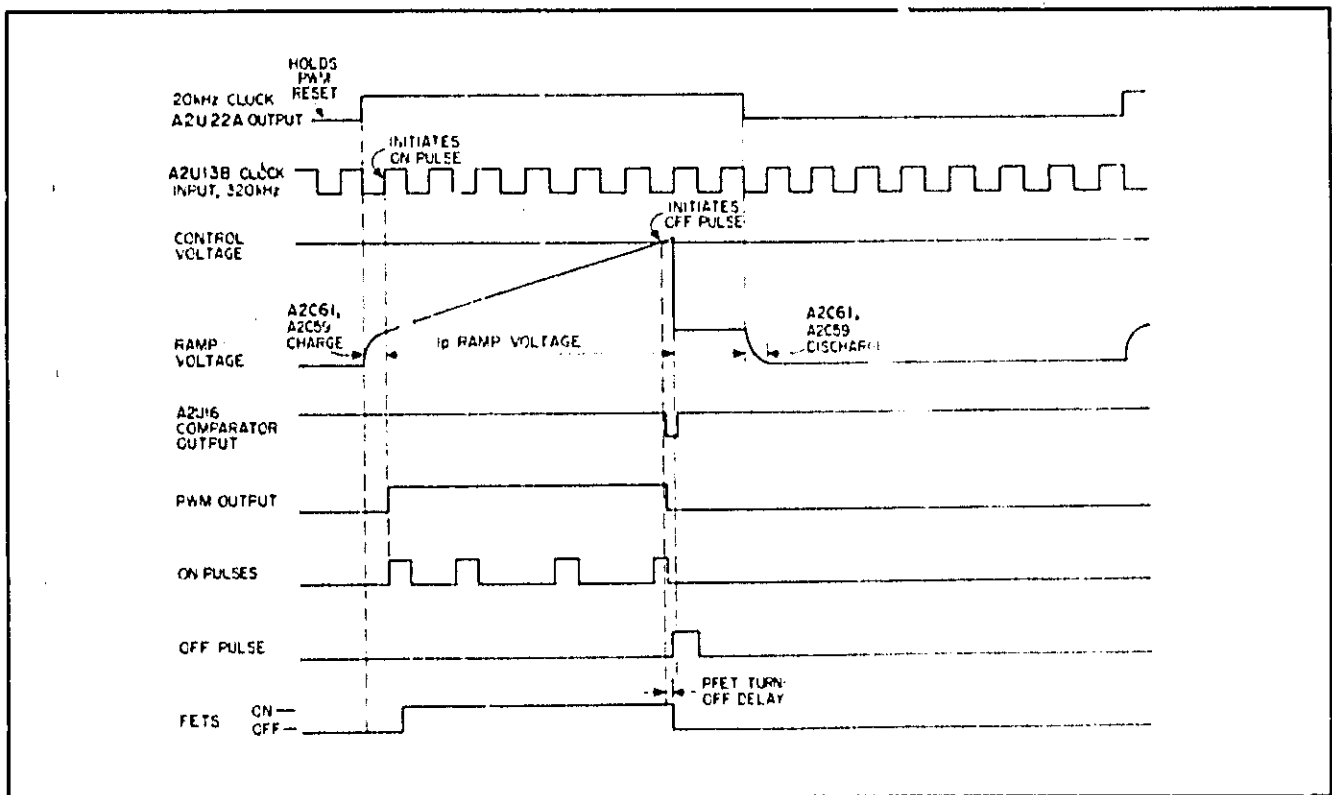 HOLDS
PWM
RESET
20kHz CLUCK
A2U22A OUTPUT
INITIATES
ON PULSE
A2U13B CLOCK
INPUT, 320kHz
INITIATES
OFF PULSE
CONTROL
VOLTAGE
A2C61,
A2C59
CHARGE
Ip RAMP VOLTAGE
A2C61,
A2C59
DISCHARGE
RAMP
VOLTAGE
A2U16
COMPARATOR
OUTPUT
PWM OUTPUT
ON PULSES
OFF PULSE
PFET TURN-
OFF DELAY
FETS
ON
OFF